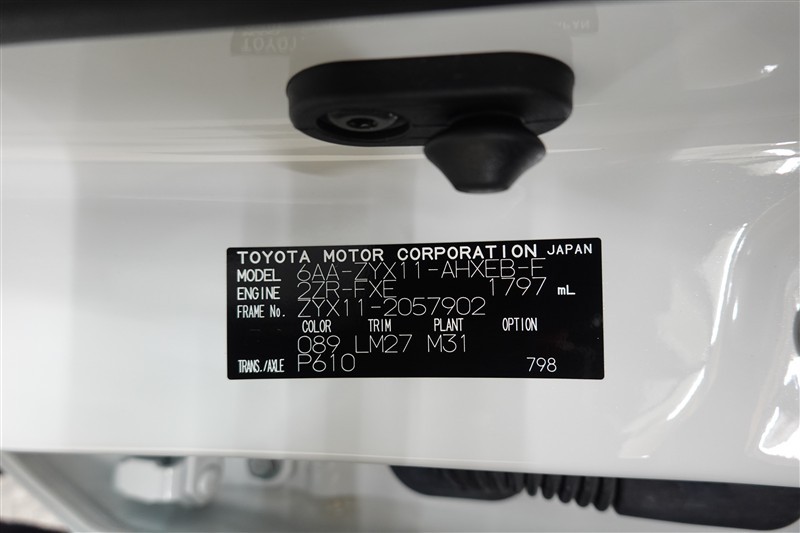 TOYOTA MOTOR CORPORATION JAPAN
MODEL 6AA-ZYX11-AHXEB-E
ENGINE 2ZR-FXE 1797 mL
FRAME No. ZYX11-2057902
COLOR TRIM PLANT OPTION
089 LM27 M31
TRANS./AXLE P610 798